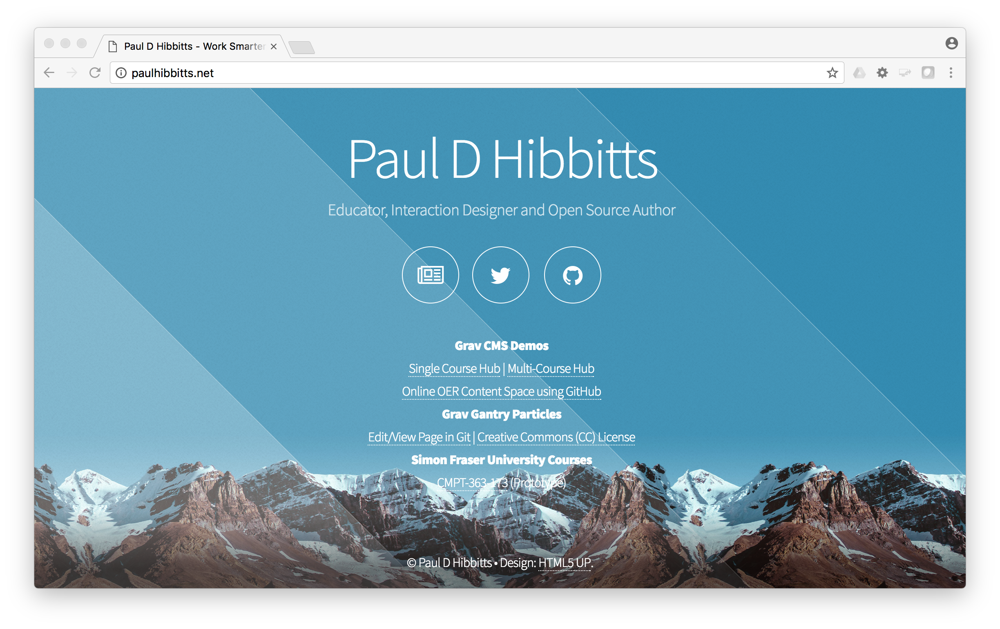 Paul D Hibbitts - Work Smarter
paulhibbitts.net
Paul D Hibbitts
Educator, Interaction Designer and Open Source Author
Grav CMS Demos
Single Course Hub | Multi-Course Hub
Online OER Content Space using GitHub
Grav Gantry Particles
Edit/View Page in Git | Creative Commons (CC) License
Simon Fraser University Courses
CMPT-363-173 (Prototype)
© Paul D Hibbitts • Design: HTML5 UP.